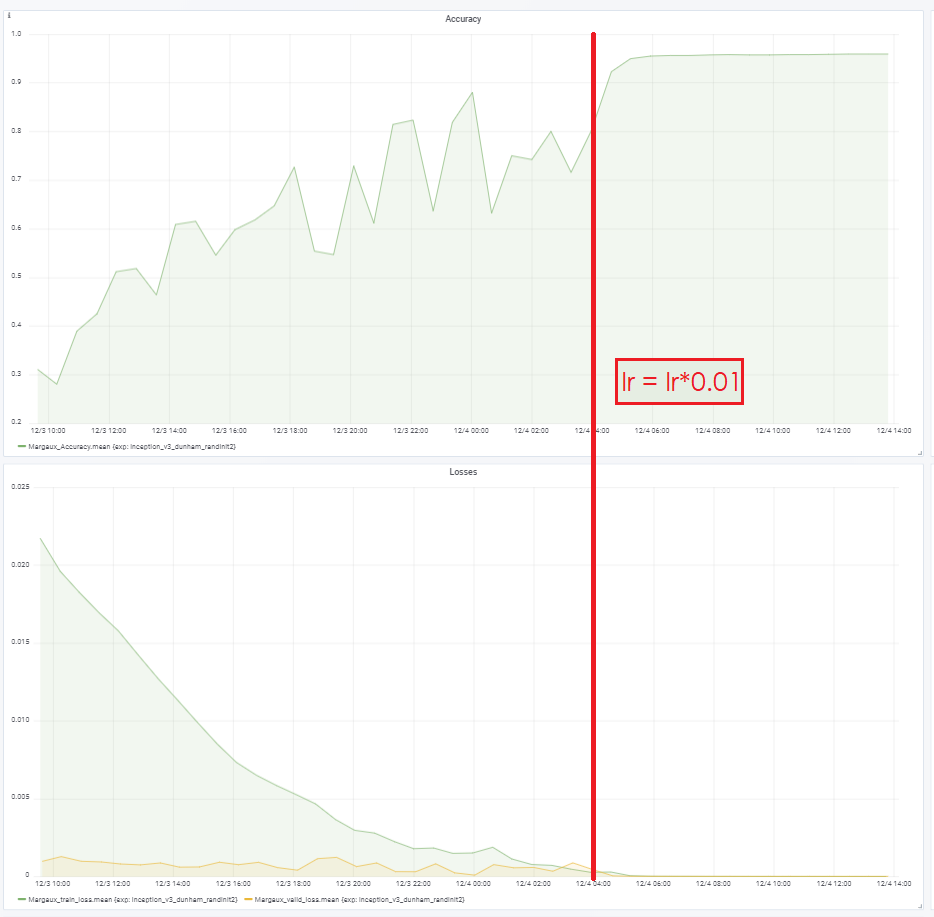 i
Accuracy
1.0
0.9
0.8
0.7
0.6
0.5
0.4
0.3
0.2
12/3 10:00 12/3 12:00 12/3 14:00 12/3 16:00 12/3 18:00 12/3 20:00 12/3 22:00 12/4 00:00 12/4 02:00 12/4 04:00 12/4 06:00 12/4 08:00 12/4 10:00 12/4 12:00 12/4 14:00
Margaux_Accuracy.mean {exp: Inception_v3_dunham_randinit2}
lr = lr*0.01
Losses
0.025
0.020
0.015
0.010
0.005
0
12/3 10:00 12/3 12:00 12/3 14:00 12/3 16:00 12/3 18:00 12/3 20:00 12/3 22:00 12/4 00:00 12/4 02:00 12/4 04:00 12/4 06:00 12/4 08:00 12/4 10:00 12/4 12:00 12/4 14:00
Margaux_train_loss.mean {exp: Inception_v3_dunham_randinit2} Margaux_valid_loss.mean {exp: Inception_v3_dunham_randinit2}